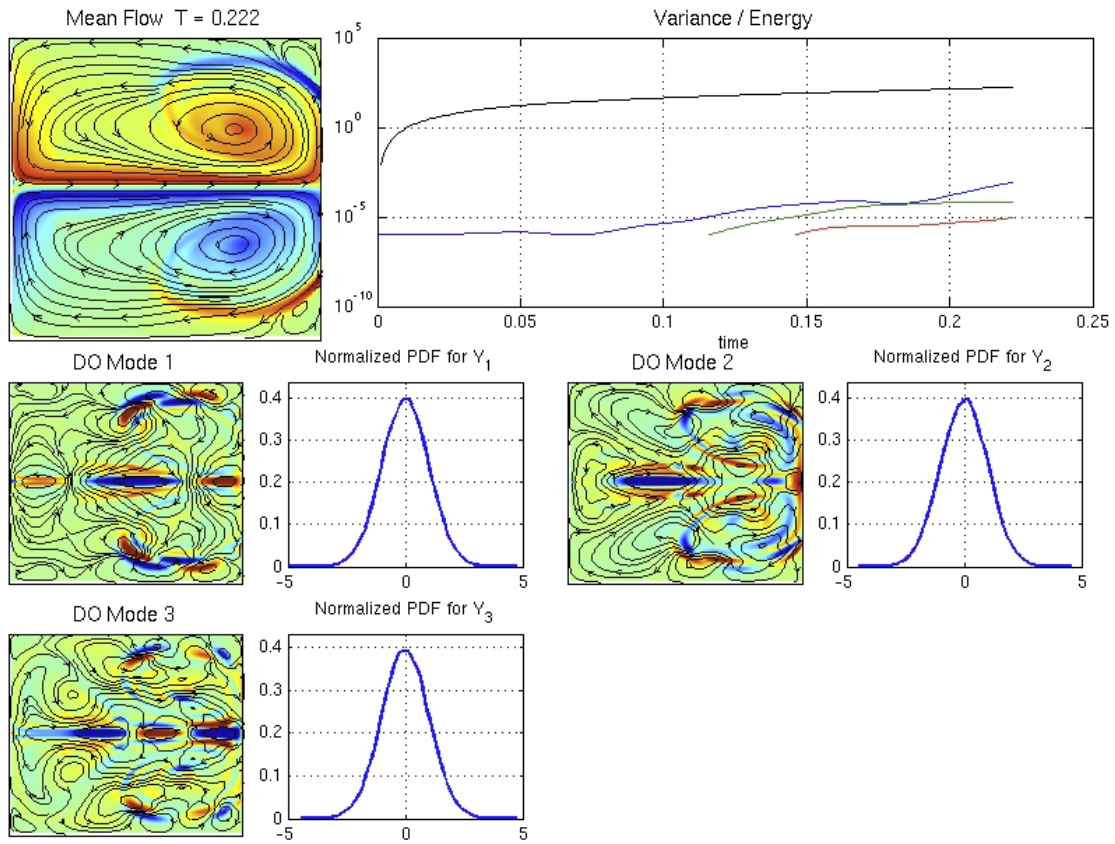 Mean Flow T = 0.222
Variance / Energy
10^5
10^0
10^-5
10^-10
0 0.05 0.1 0.15 0.2 0.25
time
DO Mode 1
Normalized PDF for Y_1
0.4
0.3
0.2
0.1
0
-5 0 5
DO Mode 2
Normalized PDF for Y_2
0.4
0.3
0.2
0.1
0
-5 0 5
DO Mode 3
Normalized PDF for Y_3
0.4
0.3
0.2
0.1
0
-5 0 5